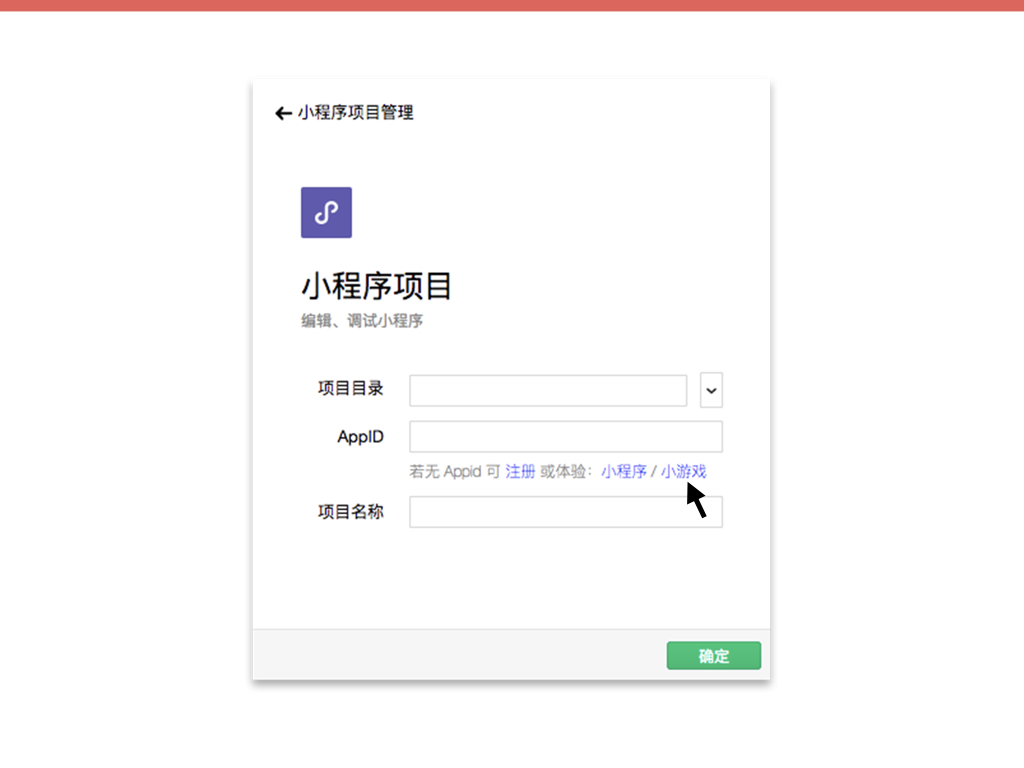 小程序项目管理
小程序项目
编辑、调试小程序
项目目录
AppID
若无 Appid 可 注册 或体验：小程序 / 小游戏
项目名称
确定